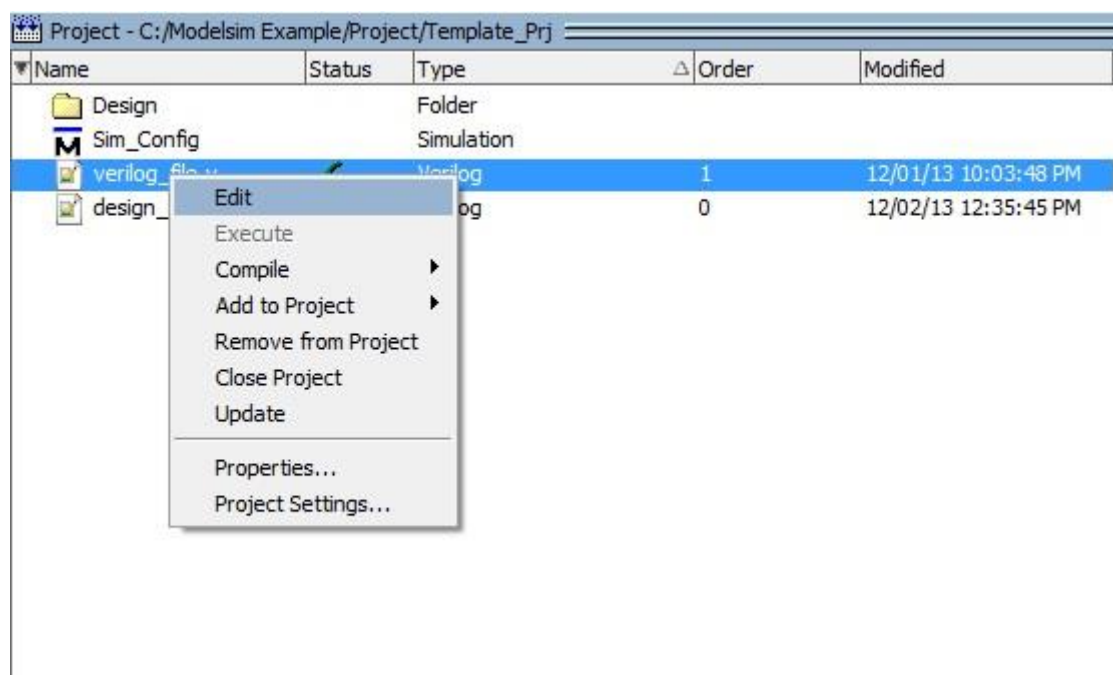 Project - C:/Modelsim Example/Project/Template_Prj
Name Status Type Order Modified
Design Folder
Sim_Config Simulation
verilog_file.v Verilog 1 12/01/13 10:03:48 PM
design_ og 0 12/02/13 12:35:45 PM
Edit
Execute
Compile
Add to Project
Remove from Project
Close Project
Update
Properties...
Project Settings...